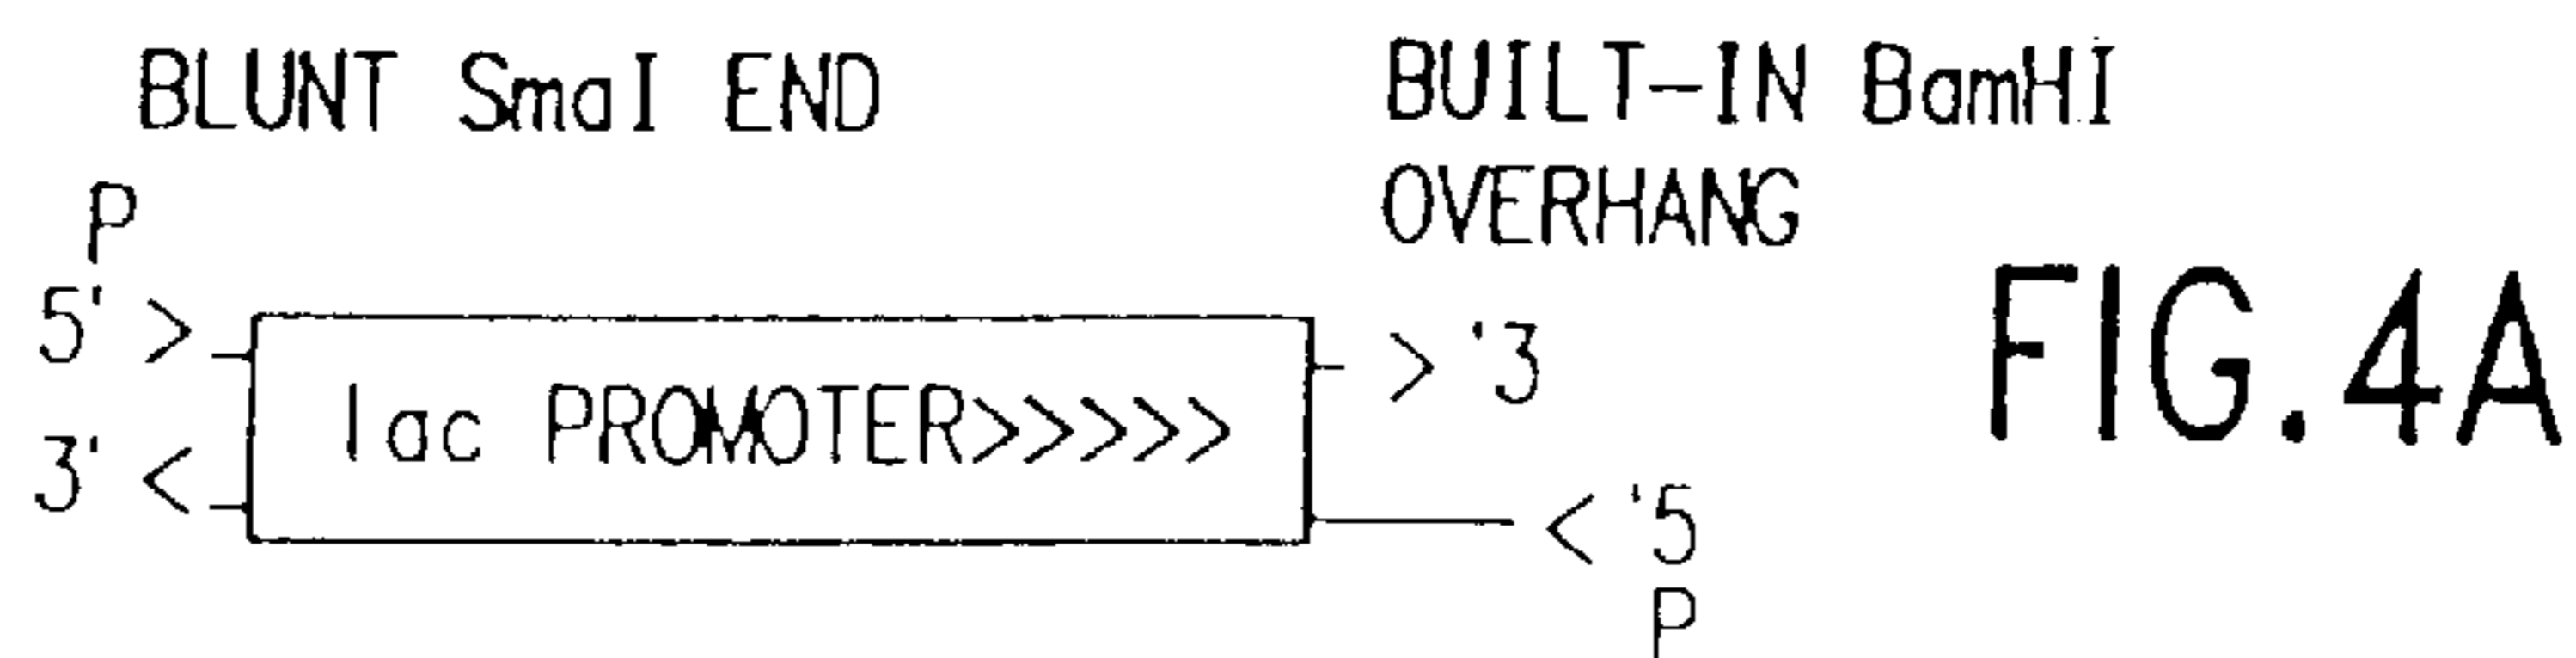 BLUNT SmaI END
BUILT-IN BamHI
OVERHANG
P
5' > > '3
lac PROMOTER>>>>>
3' < < '5
P
FIG.4A